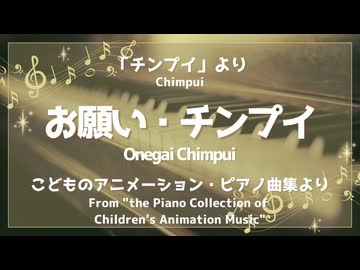 「チンプイ」より
Chimpui
お願い・チンプイ
Onegai Chimpui
こどものアニメーション・ピアノ曲集より
From "the Piano Collection of
Children's Animation Music"